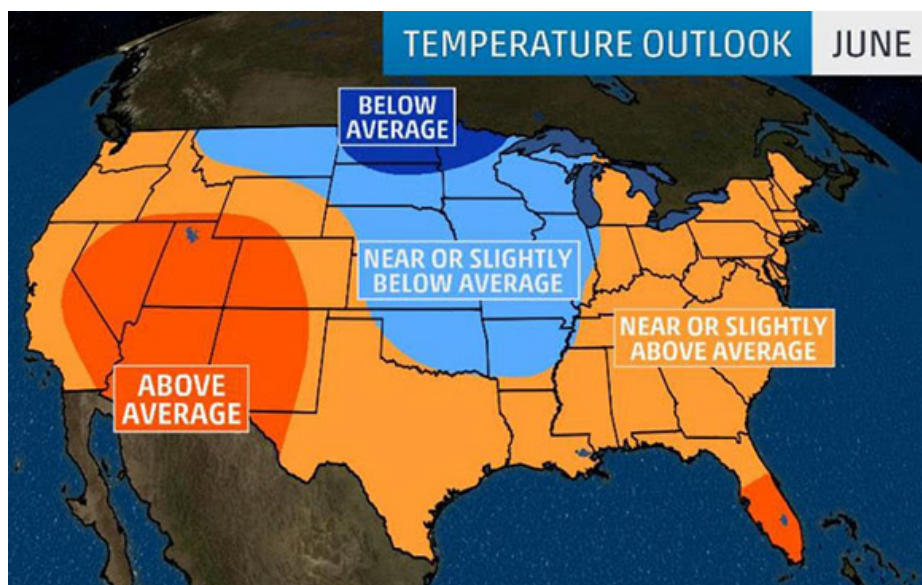 TEMPERATURE OUTLOOK JUNE
BELOW
AVERAGE
NEAR OR SLIGHTLY
BELOW AVERAGE
NEAR OR SLIGHTLY
ABOVE AVERAGE
ABOVE
AVERAGE